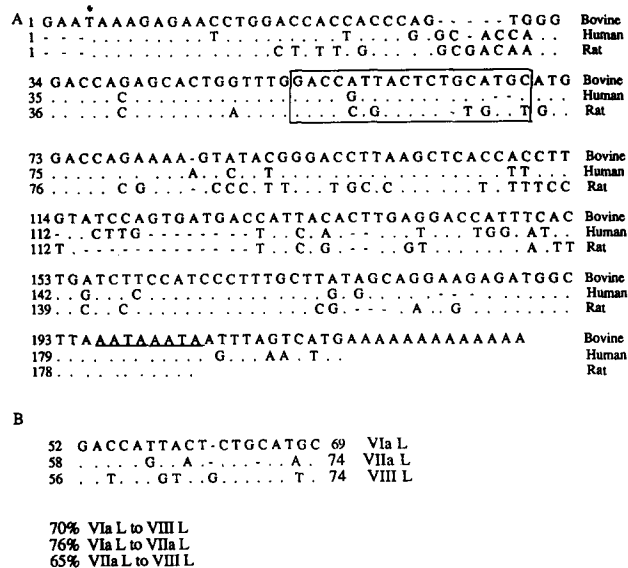 A
*
1 GAATAAAGAGAACCTGGACCACCACCCAG-----TGGG Bovine
1 - - - . . . . . . . . . T . . . . . . . . T . . . . G . GC - ACCA . Human
1 - - - . . . . . . . . . . . . . . CT . T . TG . . . . . GCGACAA . Rat
34 GACCAGAGCACTGGTTTGGACCATTACTCTGCATGCATG Bovine
35 . . . . . C . . . . . . . . . . . . . . . . . G . . . . . . . . . - - . . . . Human
36 . . . . . C . . . . . . . A . . . . . . . . . C . G . . . . . - TG . . TG . Rat
73 GACCAGAAAA-GTATACGGGACCTTAAGCTCACCACCTT Bovine
75 . . . . . . . . . . A . . C . . T . . . . . . . . . . . . . . . . . . TT . . . . Human
76 . . . . . CG . . . - . CCC . TT . . . TGC . C . . . . . . . T . TTTCC Rat
114 GTATCCAGTGATGACCATTACACTTGAGGACCATTTCAC Bovine
112 - . . CTTG - - - - - - - . . T . . C . A . . . . . T . . . TGG . AT . . Human
112 T . . . . . - - - - - - - - . . T . . C . G - . . . GT . . . . . . . A . TT Rat
153 TGATCTTCCATCCCTTTGCTTATAGCAGGAAGAGATGGC Bovine
142 . . G . . . C . . . . . . . . . . . . . . G . G . . . . . . - - - . . . . . . Human
139 . . C . . C . . . . . . . . . . . . . CG - - - - . A . . G . . . . . . . . Rat
193 TTAAATAAATAATTTAGTCATGAAAAAAAAAAAAAA Bovine
179 . . . . . . . . . . . . G . . . AA . T . . Human
178 . . . . . . . . . . Rat
B
52 GACCATTACT-CTGCATGC 69 VIa L
58 . . . . . G . . A . - . . . - . . A . 74 VIIa L
56 . . T . . . GT . . G . . . . . T . 74 VIII L
70% VIa L to VIII L
76% VIa L to VIIa L
65% VIIa L to VIII L